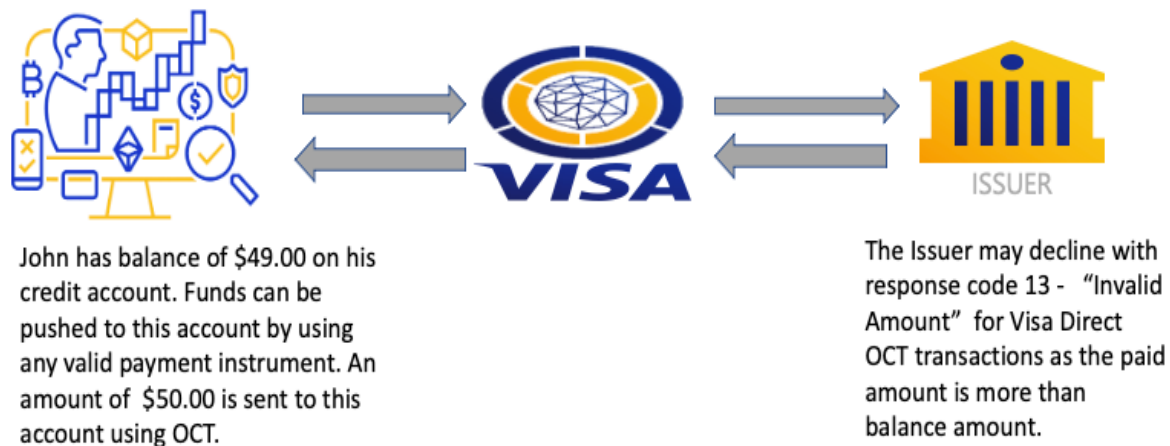 VISA
ISSUER
John has balance of $49.00 on his
credit account. Funds can be
pushed to this account by using
any valid payment instrument. An
amount of  $50.00 is sent to this
account using OCT.
The Issuer may decline with
response code 13 -   “Invalid
Amount”  for Visa Direct
OCT transactions as the paid
amount is more than
balance amount.